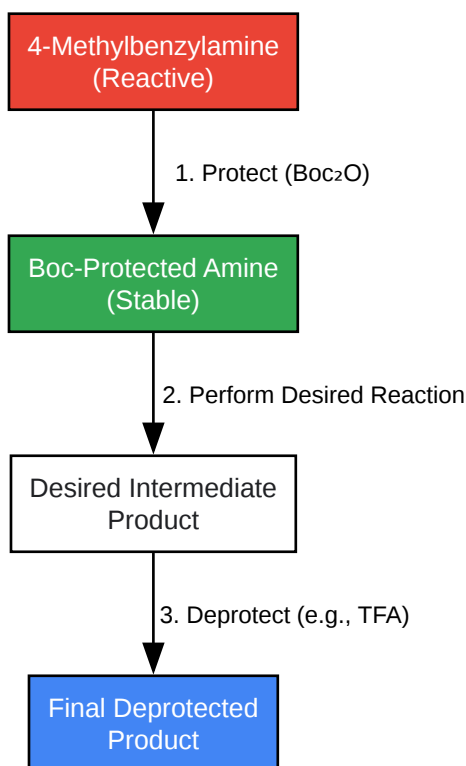 4-Methylbenzylamine
(Reactive)
1. Protect (Boc₂O)
Boc-Protected Amine
(Stable)
2. Perform Desired Reaction
Desired Intermediate
Product
3. Deprotect (e.g., TFA)
Final Deprotected
Product